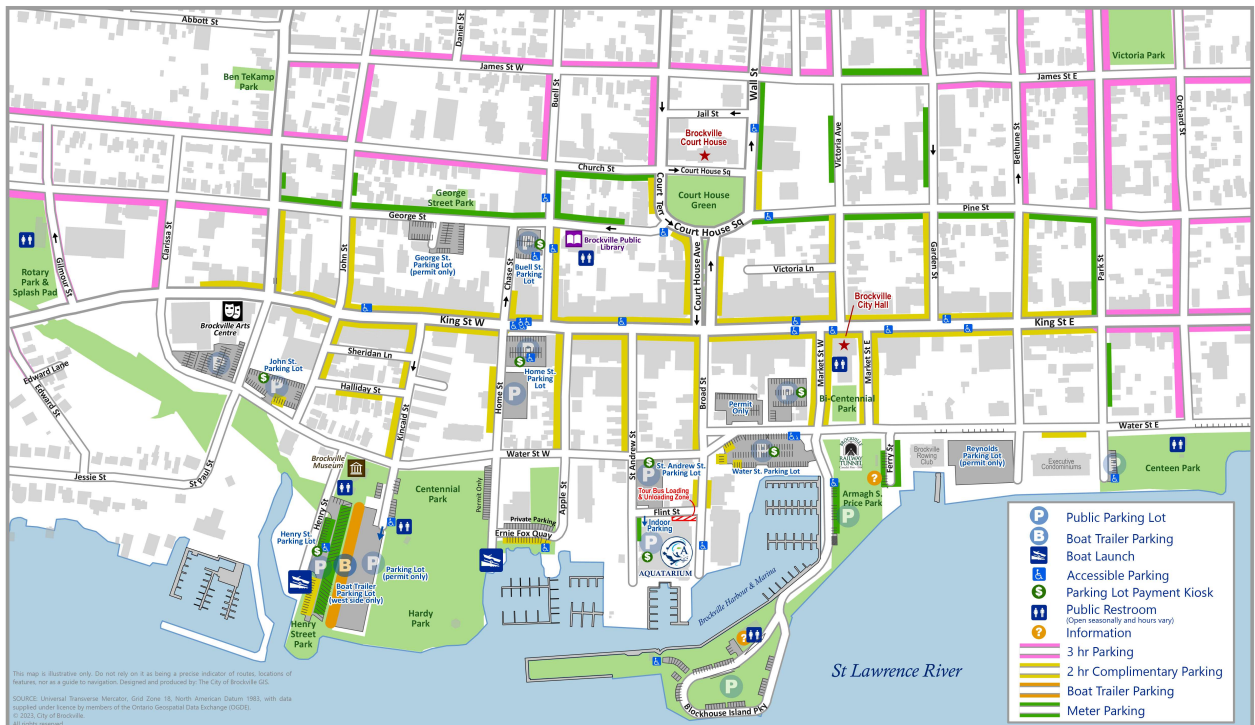 Abbott St
Daniel St
Victoria Park
Ben TeKamp
Park
James St W
James St E
Buell St
Wall St
Orchard St
Jail St
Brockville
Court House
Victoria Ave
Bethune St
Church St
Court House Sq
Court Terr
Court House
Green
George
Street Park
George St
Court House Sq
Pine St
Clarissa St
Gilmour St
John St
George St.
Parking Lot
(permit only)
Chase St
Buell St.
Parking
Lot
Brockville Public
Library
Court House Ave
Victoria Ln
Garden St
Park St
Rotary
Park &
Splash Pad
Brockville
City Hall
Brockville Arts
Centre
King St W
King St E
Edward Lane
Edward St
John St.
Parking Lot
P
Sheridan Ln
Halliday St
Kincaid St
Home St
Home St.
Parking
Lot
P
Broad St
Permit
Only
P
Market St W
Market St E
Bi-Centennial
Park
Water St W
Water St E
Jessie St
St Paul St
Brockville
Museum
Centennial
Park
Permit Only
Apple St
St Andrew St
St. Andrew St.
Parking Lot
P
Water St. Parking Lot
BROCKVILLE
RAILWAY
TUNNEL
Ferry St
Brockville
Rowing
Club
Reynolds
Parking Lot
(permit only)
Executive
Condominiums
Centeen Park
Tour Bus Loading
& Unloading Zone
Flint St
Indoor
Parking
P
AQUATARIUM
Armagh S.
Price Park
P
Henry St
Henry St.
Parking Lot
P
B
P
Private Parking
Ernie Fox Quay
Parking Lot
(permit only)
Boat Trailer
Parking Lot
(west side only)
Henry
Street
Park
Hardy
Park
Brockville Harbour & Marina
St Lawrence River
P
Blockhouse Island Pky
P Public Parking Lot
B Boat Trailer Parking
Boat Launch
Accessible Parking
$ Parking Lot Payment Kiosk
Public Restroom
(Open seasonally and hours vary)
? Information
3 hr Parking
2 hr Complimentary Parking
Boat Trailer Parking
Meter Parking
This map is illustrative only. Do not rely on it as being a precise indicator of routes, locations of
features, nor as a guide to navigation. Designed and produced by: The City of Brockville GIS.
SOURCE: Universal Transverse Mercator, Grid Zone 18, North American Datum 1983, with data
supplied under licence by members of the Ontario Geospatial Data Exchange (OGDE).
© 2023, City of Brockville.
All rights reserved.